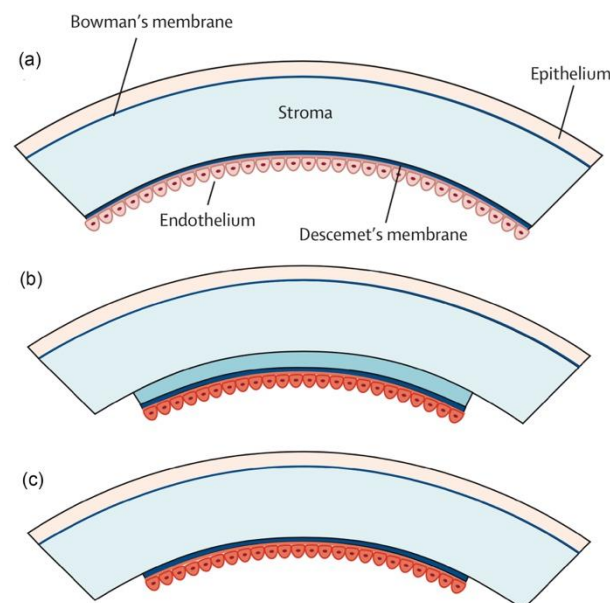 Bowman's membrane
(a)
Epithelium
Stroma
Endothelium
Descemet's membrane
(b)
(c)